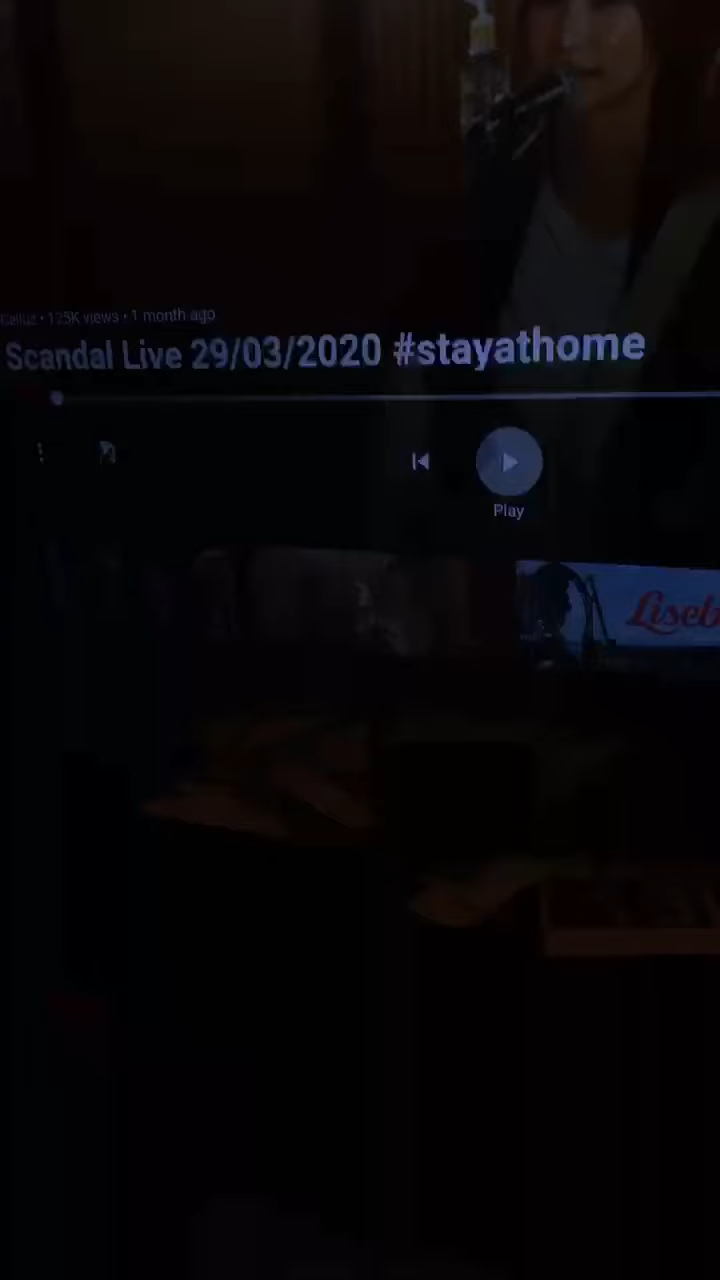 • 125K views • 1 month ago
Scandal Live 29/03/2020 #stayathome
Play